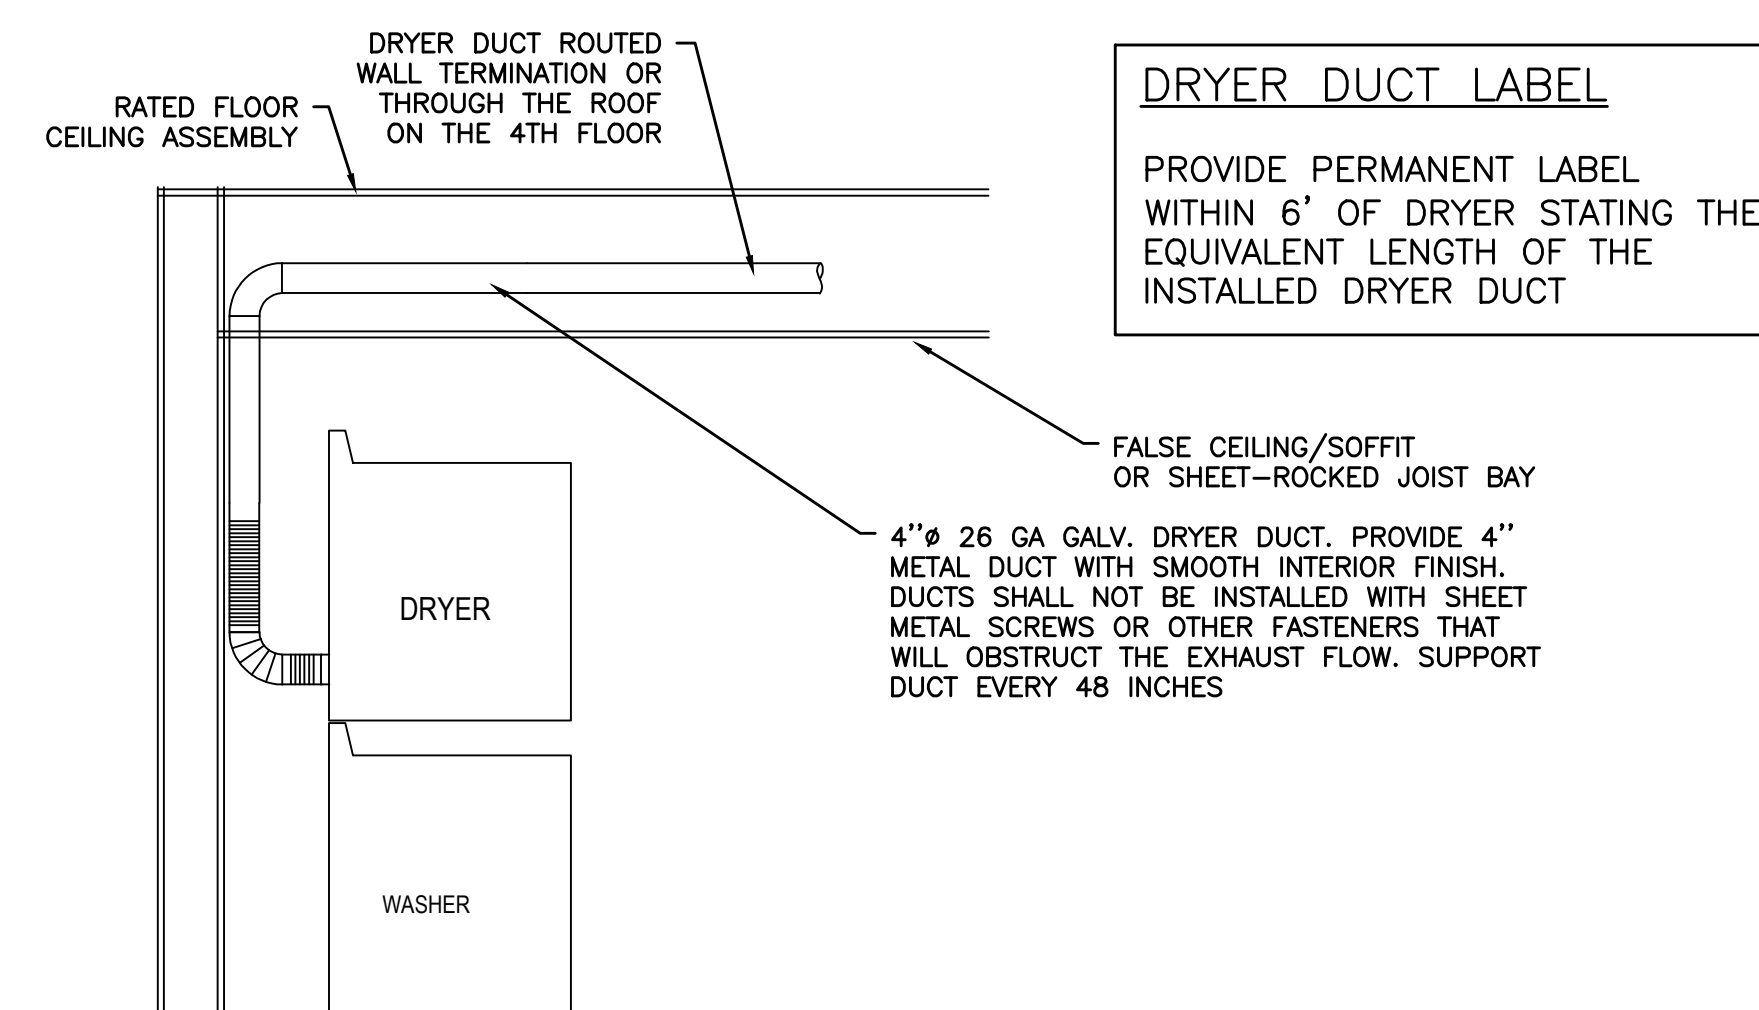 DRYER DUCT ROUTED
WALL TERMINATION OR
THROUGH THE ROOF
ON THE 4TH FLOOR
RATED FLOOR
CEILING ASSEMBLY
DRYER DUCT LABEL
PROVIDE PERMANENT LABEL
WITHIN 6' OF DRYER STATING THE
EQUIVALENT LENGTH OF THE
INSTALLED DRYER DUCT
FALSE CEILING/SOFFIT
OR SHEET-ROCKED JOIST BAY
4''ø 26 GA GALV. DRYER DUCT. PROVIDE 4''
METAL DUCT WITH SMOOTH INTERIOR FINISH.
DUCTS SHALL NOT BE INSTALLED WITH SHEET
METAL SCREWS OR OTHER FASTENERS THAT
WILL OBSTRUCT THE EXHAUST FLOW. SUPPORT
DUCT EVERY 48 INCHES
DRYER
WASHER